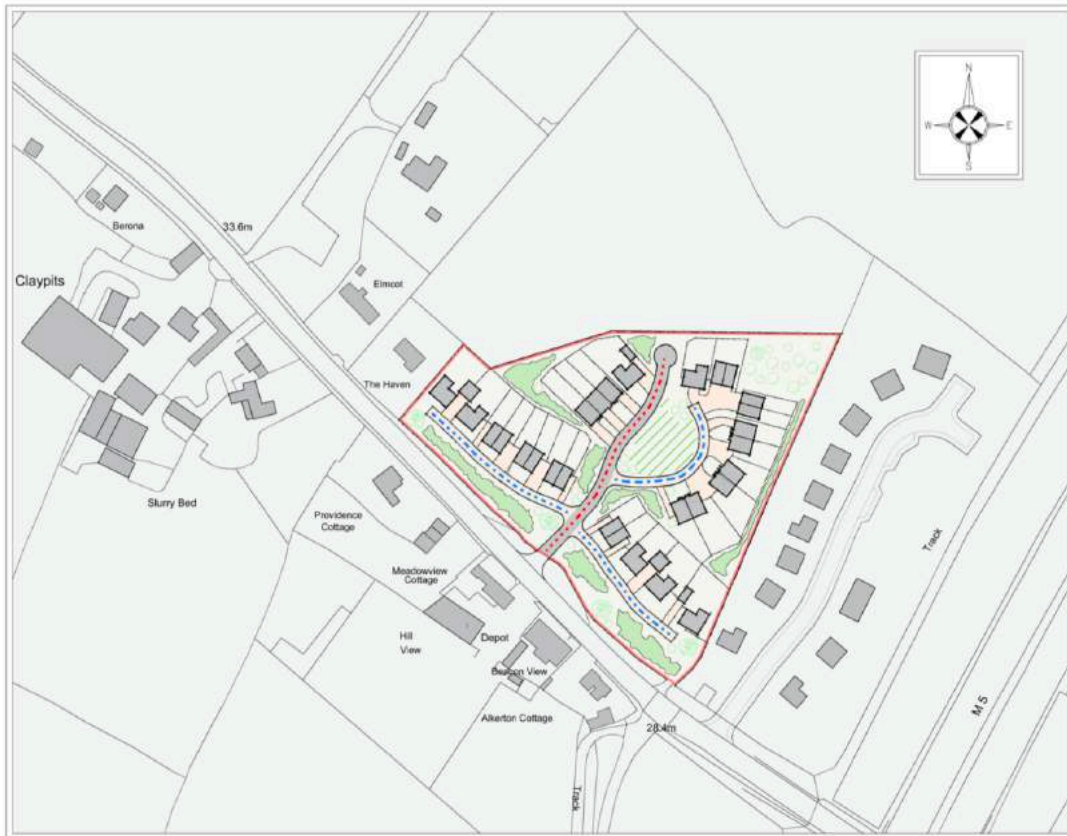 N
W E
S
Berona
33.6m
Claypits
Elmcot
The Haven
Slurry Bed
Providence
Cottage
Meadowview
Cottage
Hill
View
Depot
Beacon View
Alkerton Cottage
28.4m
Track
Track
M 5